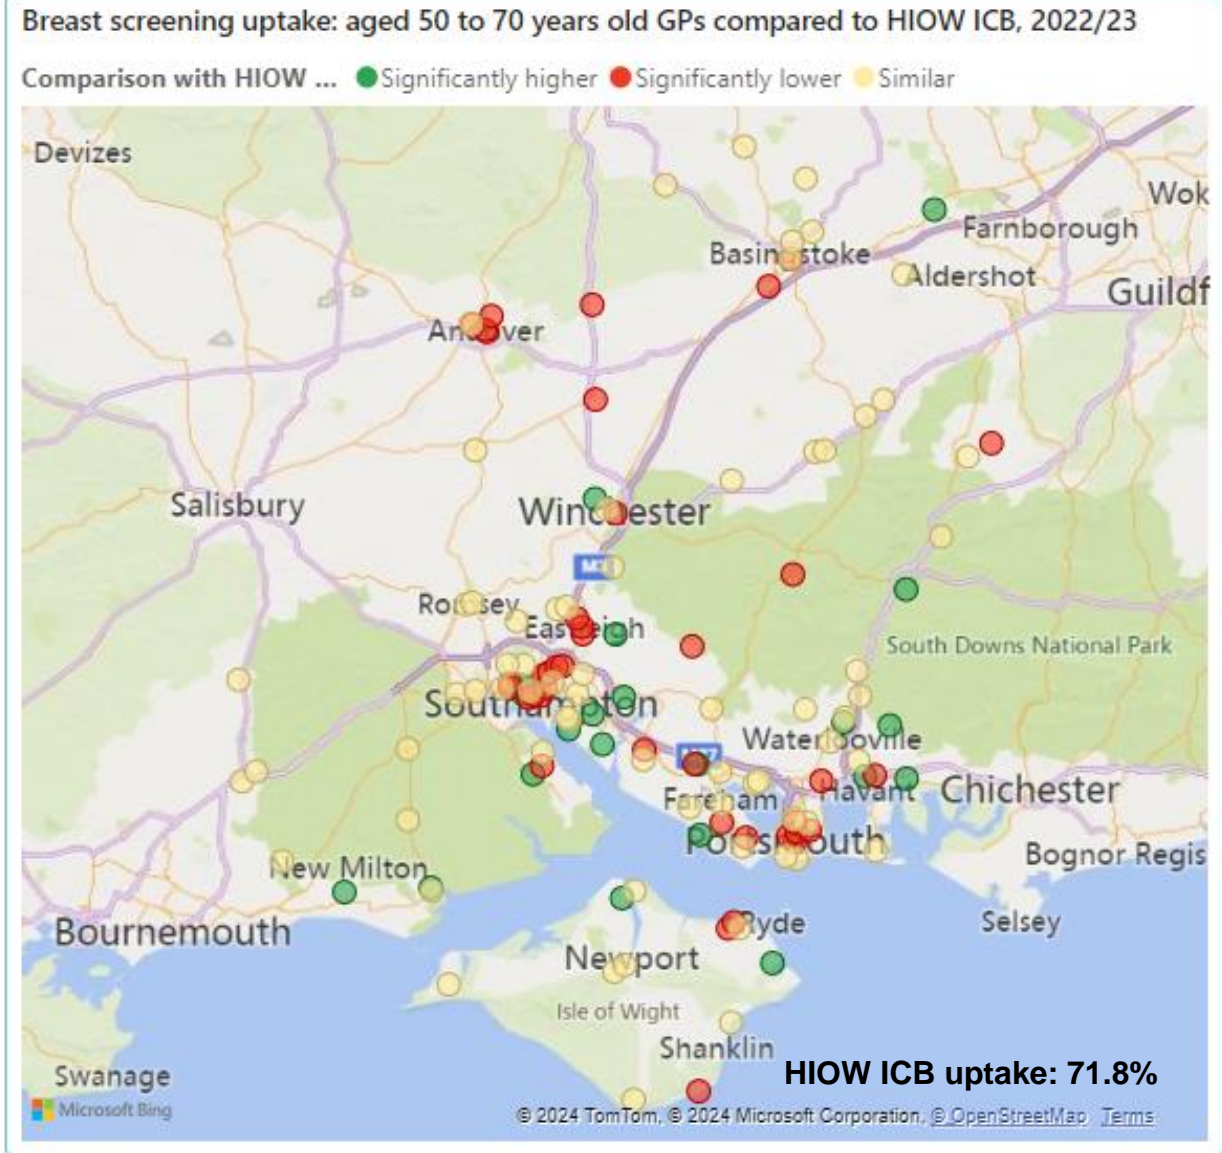 Breast screening uptake: aged 50 to 70 years old GPs compared to HIOW ICB, 2022/23
Comparison with HIOW ... Significantly higher Significantly lower Similar
Devizes
Wok
Farnborough
Basingstoke
Aldershot
Guildf
Andover
Salisbury
Winchester
M3
Romsey
Eastleigh
South Downs National Park
Southampton
Waterlooville
Fareham
Havant
Chichester
Portsmouth
Bognor Regis
New Milton
Bournemouth
Ryde
Selsey
Newport
Isle of Wight
Shanklin
HIOW ICB uptake: 71.8%
Swanage
Microsoft Bing
© 2024 TomTom, © 2024 Microsoft Corporation, © OpenStreetMap Terms